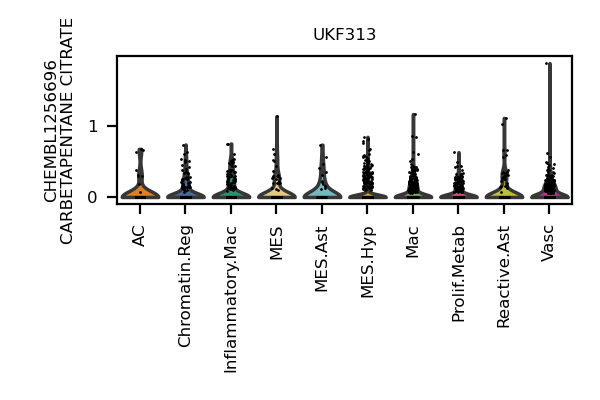 UKF313
CHEMBL1256696
CARBETAPENTANE CITRATE
1
0
AC
Chromatin.Reg
Inflammatory.Mac
MES
MES.Ast
MES.Hyp
Mac
Prolif.Metab
Reactive.Ast
Vasc